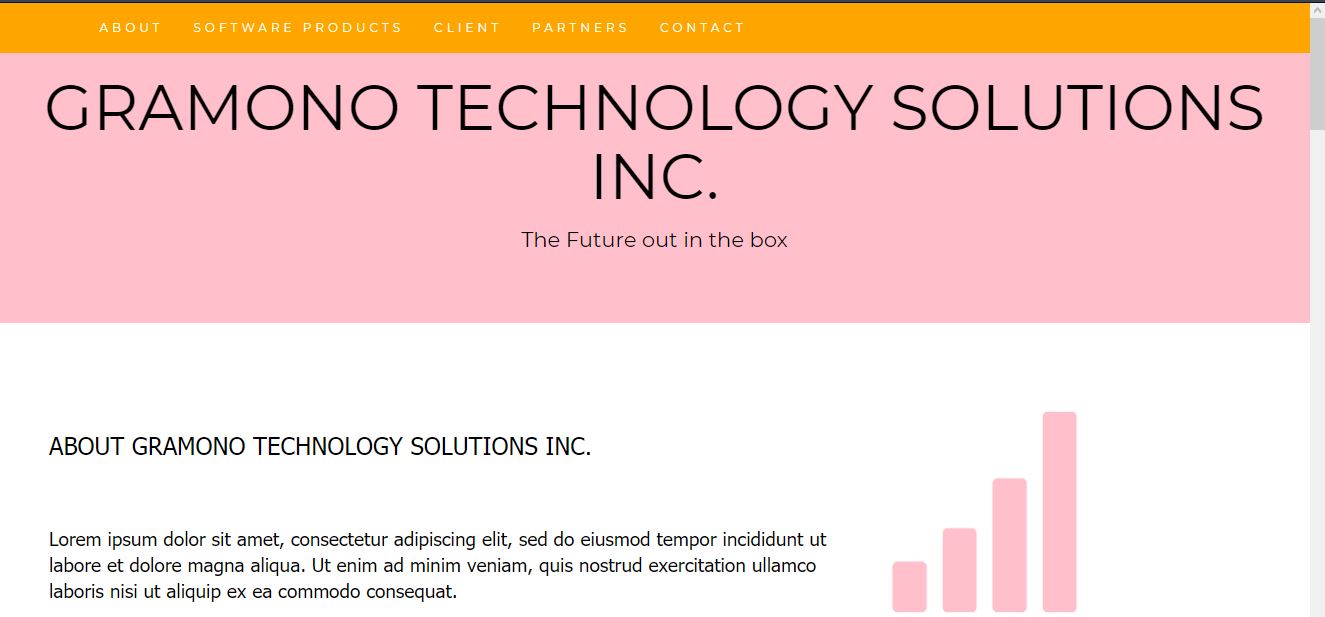 ABOUT SOFTWARE PRODUCTS CLIENT PARTNERS CONTACT
GRAMONO TECHNOLOGY SOLUTIONS
INC.
The Future out in the box
ABOUT GRAMONO TECHNOLOGY SOLUTIONS INC.
Lorem ipsum dolor sit amet, consectetur adipiscing elit, sed do eiusmod tempor incididunt ut
labore et dolore magna aliqua. Ut enim ad minim veniam, quis nostrud exercitation ullamco
laboris nisi ut aliquip ex ea commodo consequat.